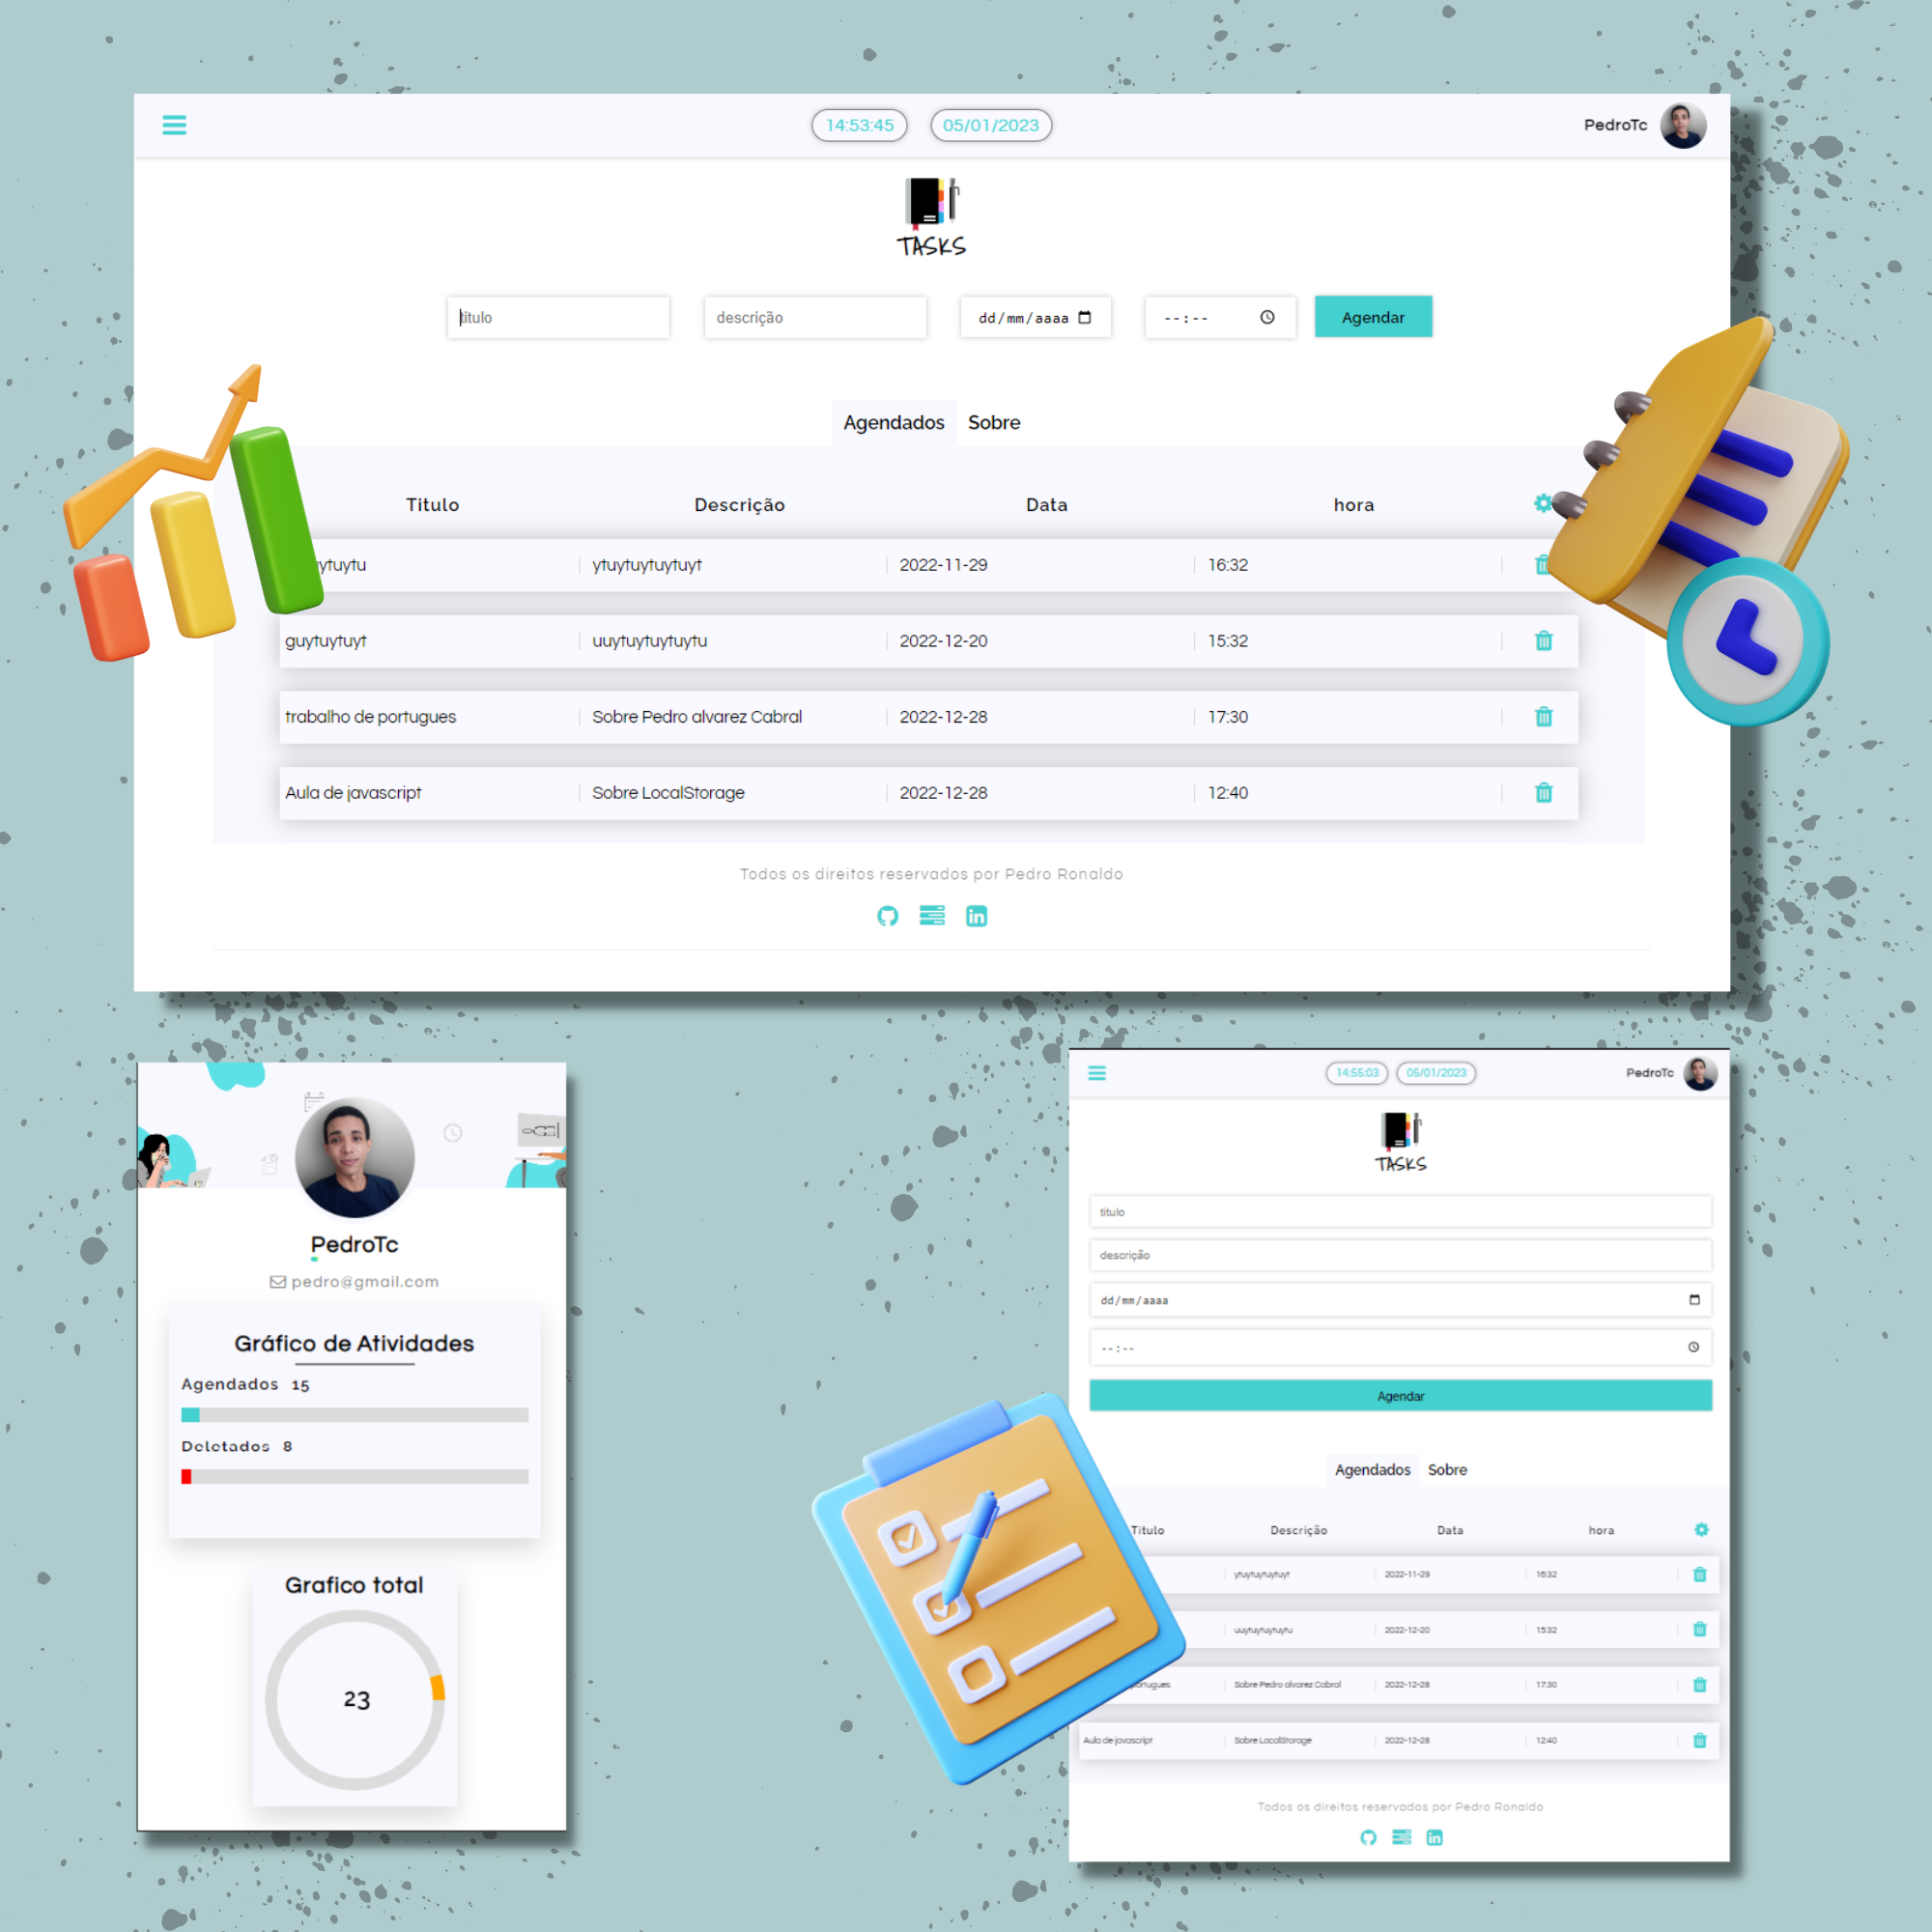 14:53:45 05/01/2023 PedroTc
TASKS
titulo descrição dd/mm/aaaa --:-- Agendar
Agendados Sobre
Titulo Descrição Data hora
ytuytuytuytuyt 2022-11-29 16:32
guytuytuyt uuytuytuytuytu 2022-12-20 15:32
trabalho de portugues Sobre Pedro alvarez Cabral 2022-12-28 17:30
Aula de javascript Sobre LocalStorage 2022-12-28 12:40
Todos os direitos reservados por Pedro Ronaldo
in
PedroTc
pedro@gmail.com
Gráfico de Atividades
Agendados 15
Deletados 8
Grafico total
23
14:55:03 05/01/2023 PedroTc
TASKS
titulo
descrição
dd/mm/aaaa
--:--
Agendar
Agendados Sobre
Titulo Descrição Data hora
ytuytuytuytuyt 2022-11-29 16:32
uuytuytuytuytu 2022-12-20 15:32
Sobre Pedro alvarez Cabral 2022-12-28 17:30
Aula de javascript Sobre LocalStorage 2022-12-28 12:40
Todos os direitos reservados por Pedro Ronaldo
in